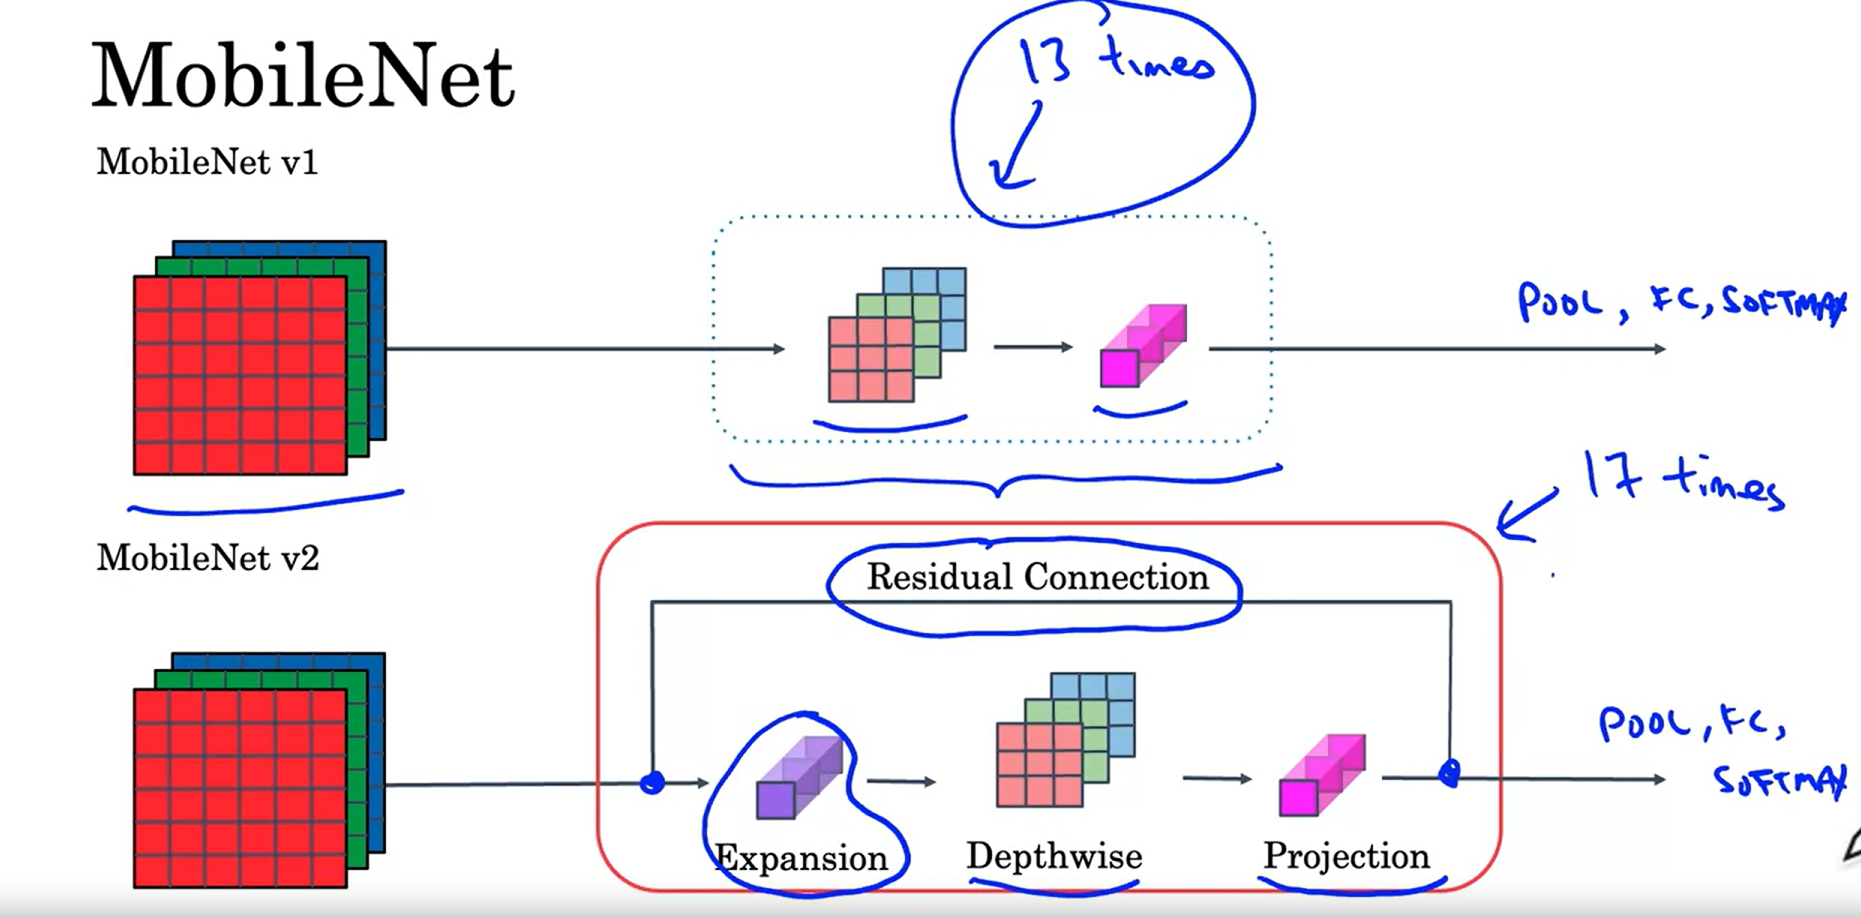 MobileNet
MobileNet v1
13 times
POOL, FC, SOFTMAX
17 times
MobileNet v2
Residual Connection
POOL, FC,
SOFTMAX
Expansion
Depthwise
Projection